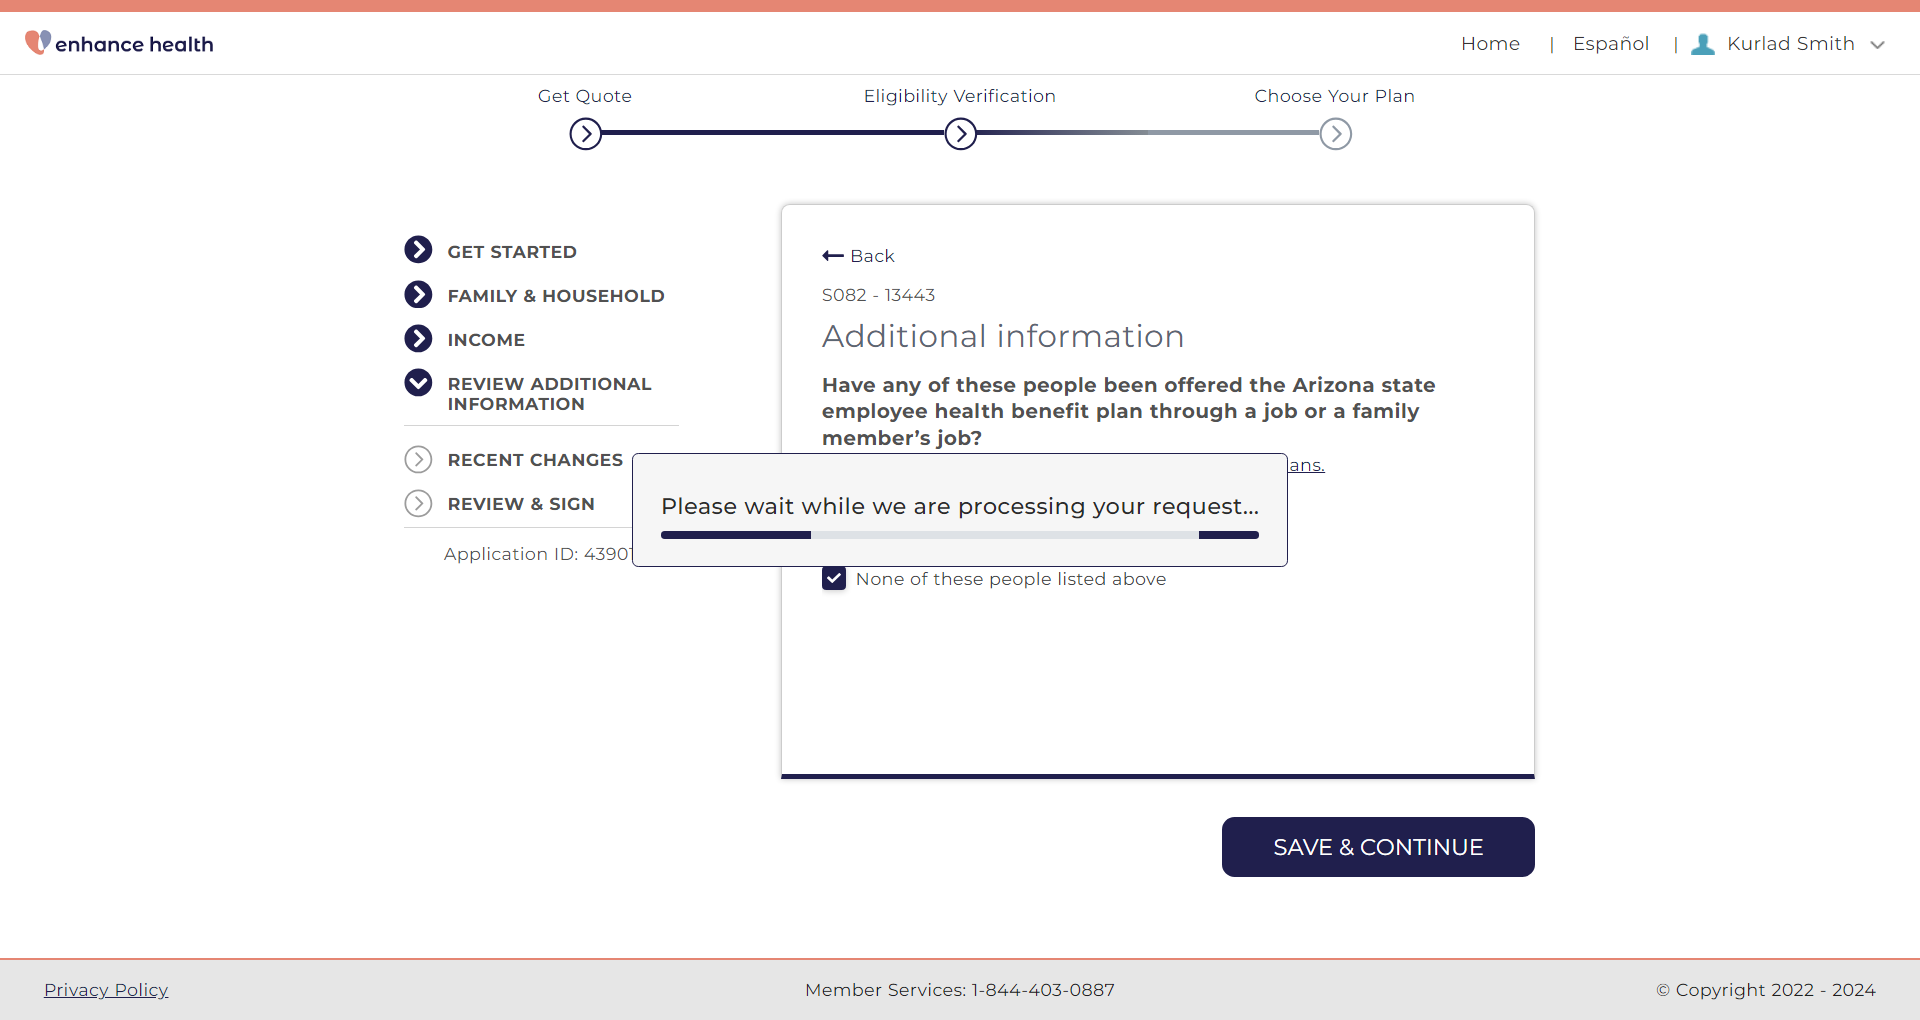 enhance health
Home | Español | Kurlad Smith
Get Quote
Eligibility Verification
Choose Your Plan
GET STARTED
FAMILY & HOUSEHOLD
INCOME
REVIEW ADDITIONAL
INFORMATION
RECENT CHANGES
REVIEW & SIGN
Application ID: 4390
Back
S082 - 13443
Additional information
Have any of these people been offered the Arizona state
employee health benefit plan through a job or a family
member’s job?
ans.
Please wait while we are processing your request...
None of these people listed above
SAVE & CONTINUE
Privacy Policy
Member Services: 1-844-403-0887
© Copyright 2022 - 2024